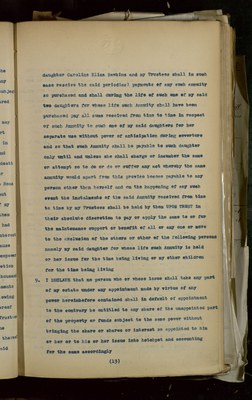 daughter Caroline Eliza Hawkins and my Trustees shall in such
case receive the said periodical payments of any such annuity
so purchased and shall during the life of such one of my said
two daughters for whose life such Annuity shall have been
purchased pay all sums received from time to time in respect
of such Annuity to such one of my said daughters for her
separate use without power of anticipation during coverture
and so that such Annuity shall be payable to such daughter
only until and unless she shall charge or incumber the same
or attempt so to do or do or suffer any act whereby the same
annuity would apart from this proviso become payable to any
person other than herself and on the happening of any such
event the instalments of the said Annuity received from time
to time by my Trustees shall be held by them UPON TRUST in
their absolute discretion to pay or apply the same to or for
the maintenance support or benefit of all or any one or more
to the exclusion of the others or other of the following persons
namely my said daughter for whose life such Annuity is held
or her issue for the time being living or my other children
for the time being living
5. I DECLARE that no person who or whose issue shall take any part
of my estate under any appointment made by virtue of any
power hereinbefore contained shall in default of appointment
to the contrary be entitled to any share of the unappointed part
of the property or funds subject to the same power without
bringing the share or shares or interest so appointed to him
or her or to his or her issue into hotchpot and accounting
for the same accordingly
(13)